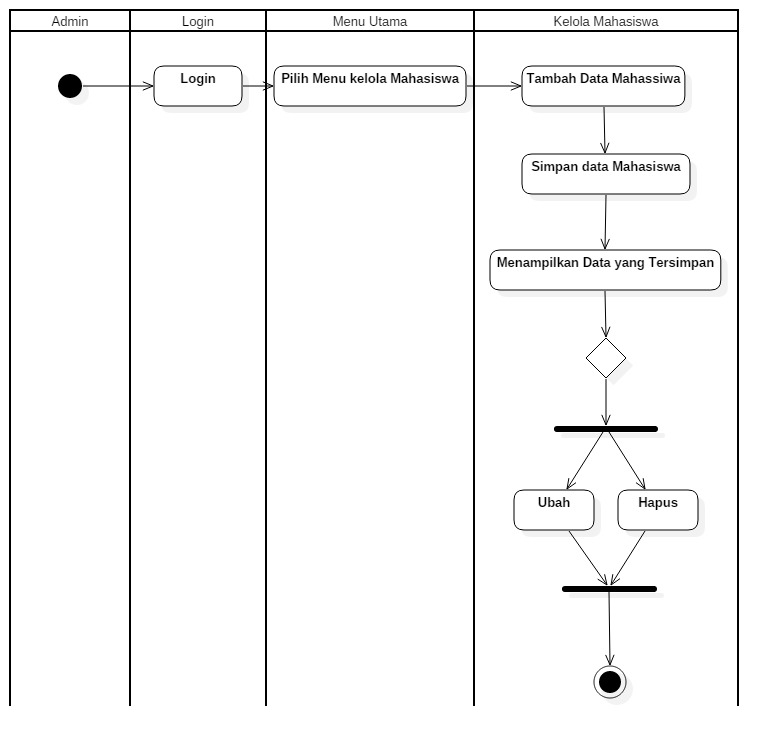 Admin
Login
Menu Utama
Kelola Mahasiswa
Login
Pilih Menu kelola Mahasiswa
Tambah Data Mahassiwa
Simpan data Mahasiswa
Menampilkan Data yang Tersimpan
Ubah
Hapus